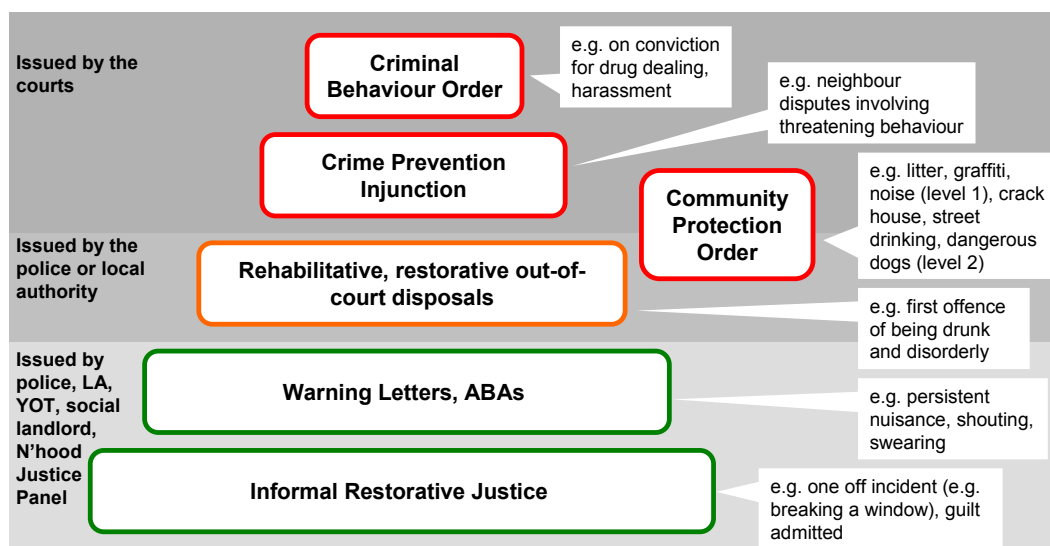 Issued by the
courts
Criminal
Behaviour Order
e.g. on conviction
for drug dealing,
harassment
e.g. neighbour
disputes involving
threatening behaviour
Crime Prevention
Injunction
Community
Protection
Order
e.g. litter, graffiti,
noise (level 1), crack
house, street
drinking, dangerous
dogs (level 2)
Issued by the
police or local
authority
Rehabilitative, restorative out-of-
court disposals
e.g. first offence
of being drunk
and disorderly
Issued by
police, LA,
YOT, social
landlord,
N'hood
Justice
Panel
Warning Letters, ABAs
e.g. persistent
nuisance, shouting,
swearing
Informal Restorative Justice
e.g. one off incident (e.g.
breaking a window), guilt
admitted